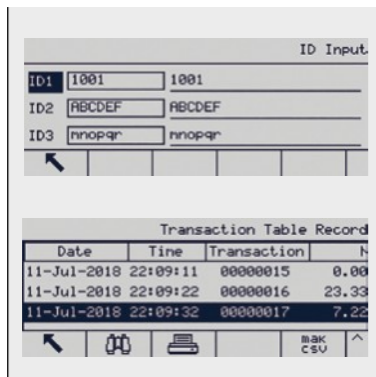 ID Input
ID1 1001 1001
ID2 ABCDEF ABCDEF
ID3 mnopqr mnopqr
Transaction Table Record
Date Time Transaction N
11-Jul-2018 22:09:11 00000015 0.00
11-Jul-2018 22:09:22 00000016 23.33
11-Jul-2018 22:09:32 00000017 7.22
mak
csv